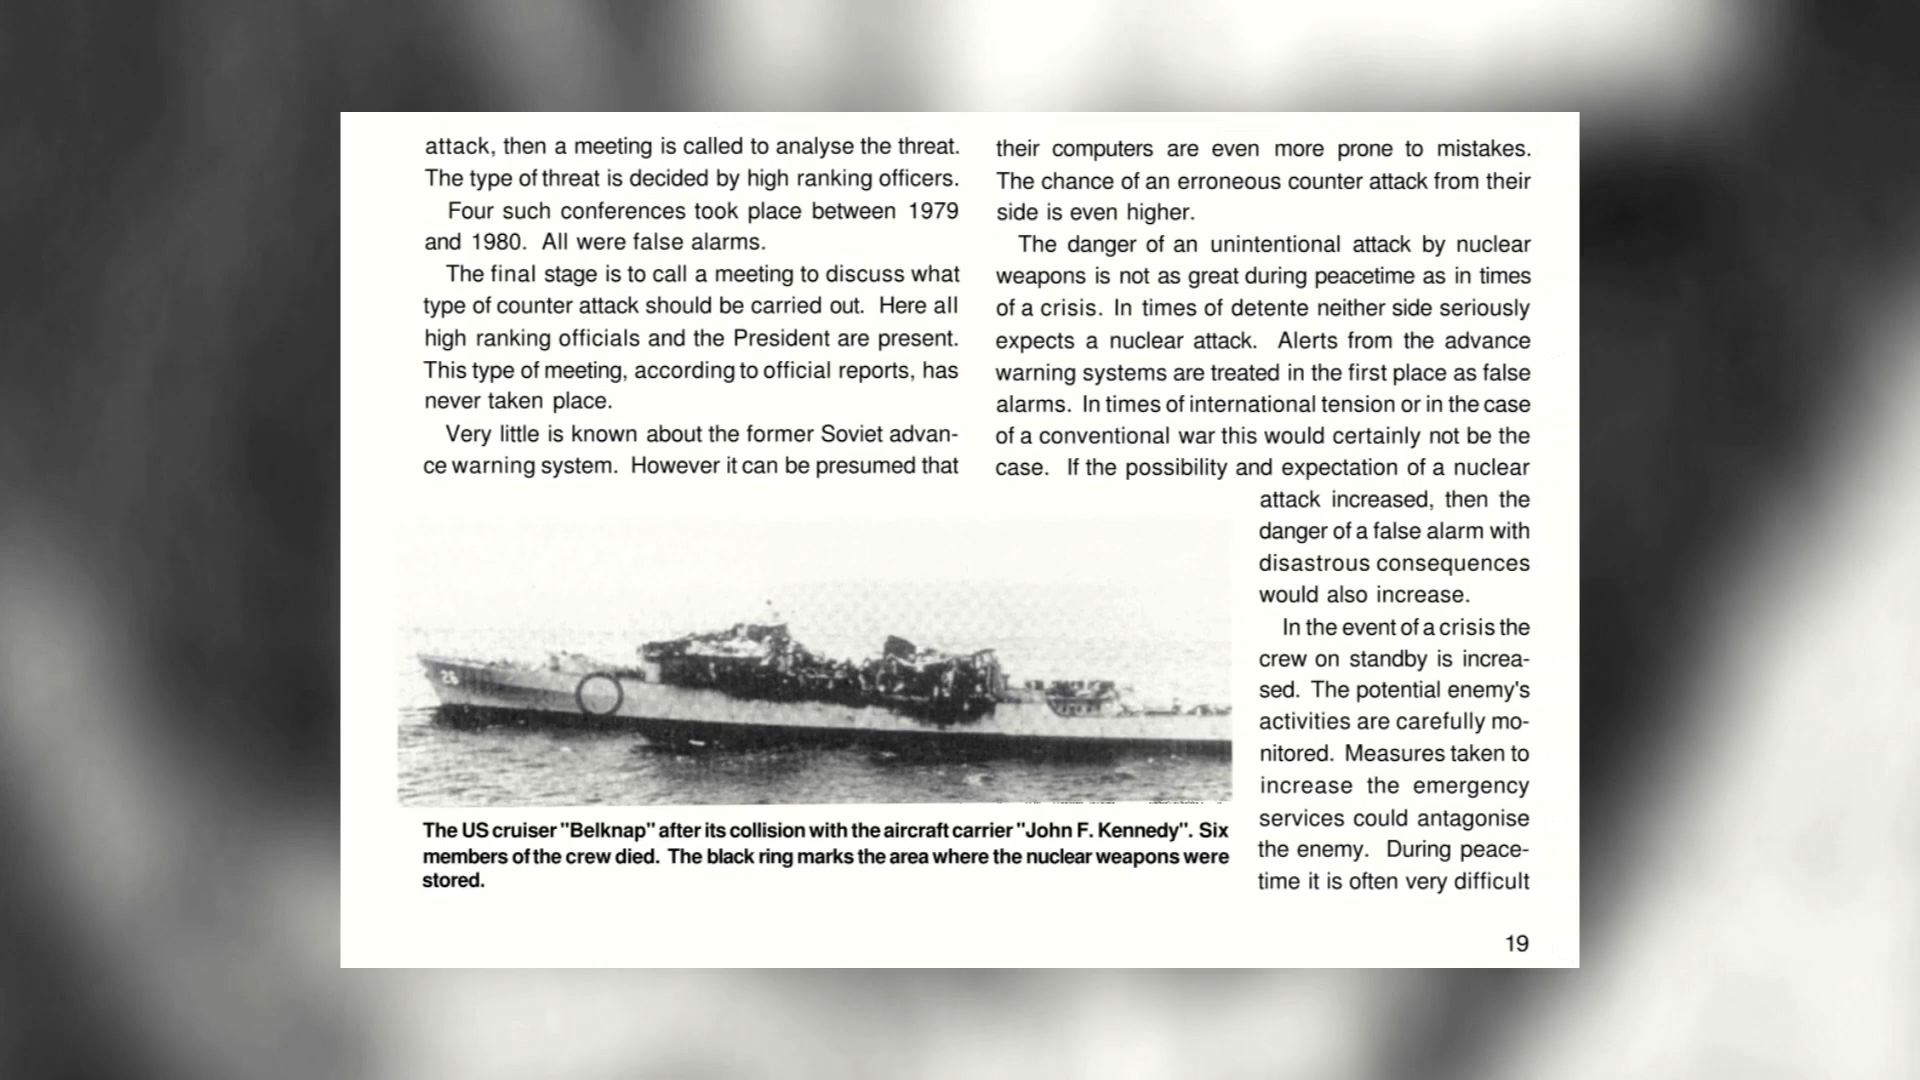 attack, then a meeting is called to analyse the threat.
The type of threat is decided by high ranking officers.
Four such conferences took place between 1979
and 1980. All were false alarms.
The final stage is to call a meeting to discuss what
type of counter attack should be carried out. Here all
high ranking officials and the President are present.
This type of meeting, according to official reports, has
never taken place.
Very little is known about the former Soviet advan-
ce warning system. However it can be presumed that
their computers are even more prone to mistakes.
The chance of an erroneous counter attack from their
side is even higher.
The danger of an unintentional attack by nuclear
weapons is not as great during peacetime as in times
of a crisis. In times of detente neither side seriously
expects a nuclear attack. Alerts from the advance
warning systems are treated in the first place as false
alarms. In times of international tension or in the case
of a conventional war this would certainly not be the
case. If the possibility and expectation of a nuclear
attack increased, then the
danger of a false alarm with
disastrous consequences
would also increase.
In the event of a crisis the
crew on standby is increa-
sed. The potential enemy's
activities are carefully mo-
nitored. Measures taken to
increase the emergency
services could antagonise
the enemy. During peace-
time it is often very difficult
26
The US cruiser "Belknap" after its collision with the aircraft carrier "John F. Kennedy". Six
members of the crew died. The black ring marks the area where the nuclear weapons were
stored.
19